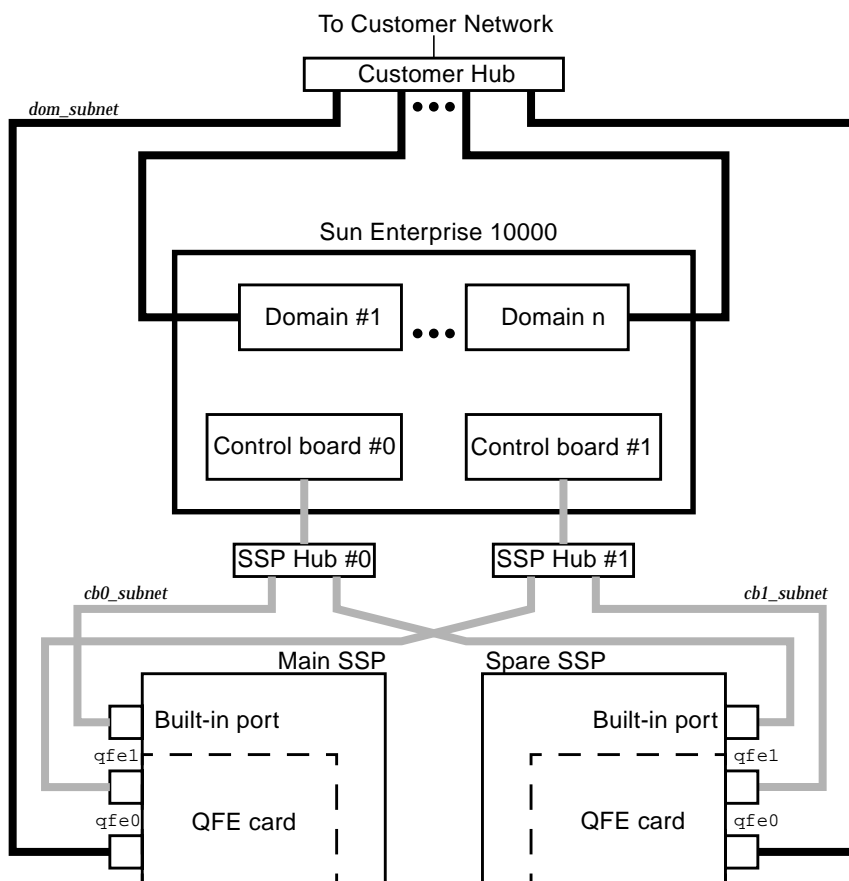 To Customer Network
Customer Hub
dom_subnet
Sun Enterprise 10000
Domain #1
Domain n
Control board #0
Control board #1
SSP Hub #0
SSP Hub #1
cb0_subnet
cb1_subnet
Main SSP
Spare SSP
Built-in port
Built-in port
qfe1
qfe1
qfe0
QFE card
QFE card
qfe0